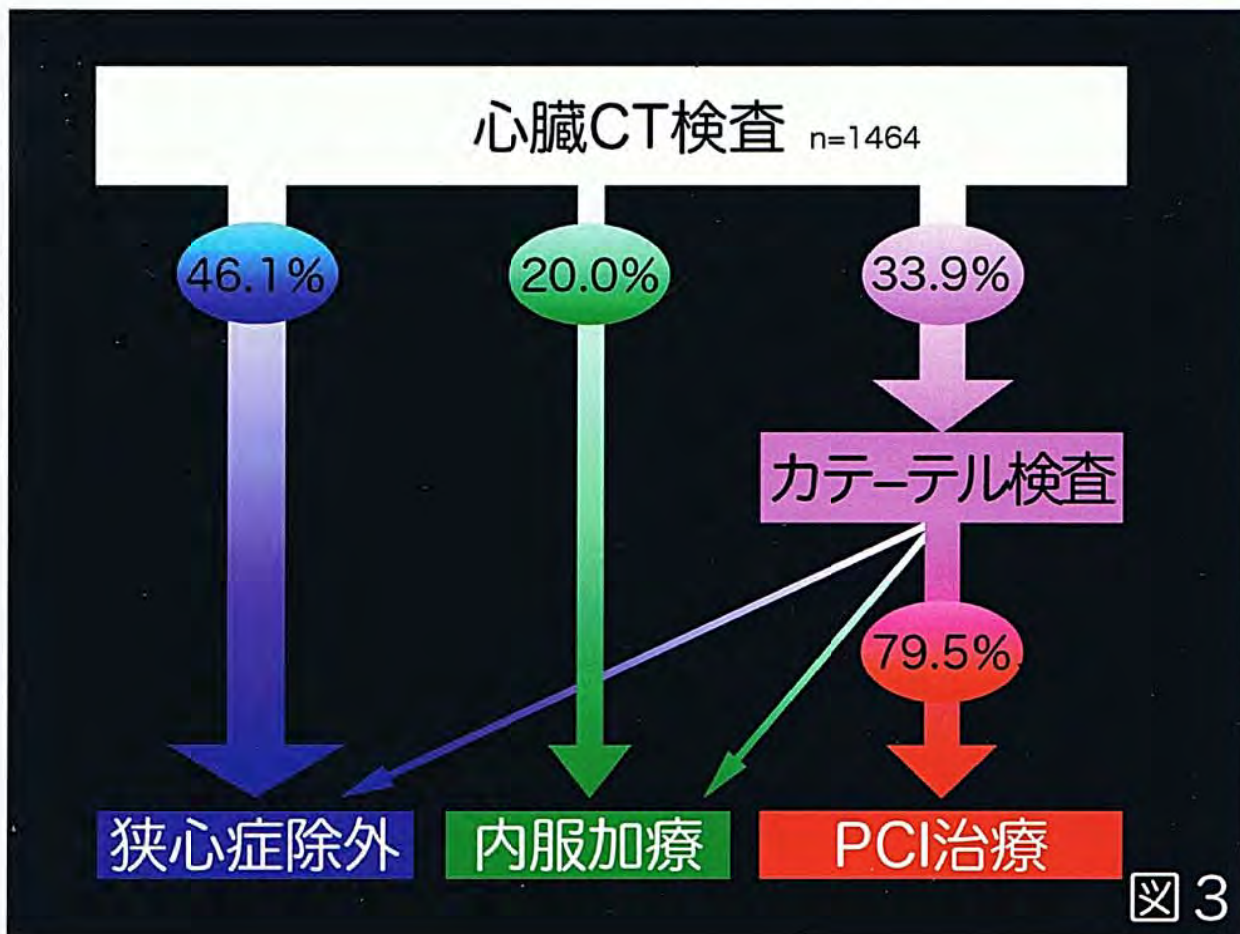 心臓CT検査 n=1464
46.1% 20.0% 33.9%
カテーテル検査
79.5%
狭心症除外 内服加療 PCI治療
図3